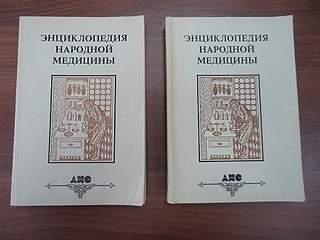 ЭНЦИКЛОПЕДИЯ
НАРОДНОЙ
МЕДИЦИНЫ
АНС
ЭНЦИКЛОПЕДИЯ
НАРОДНОЙ
МЕДИЦИНЫ
АНС